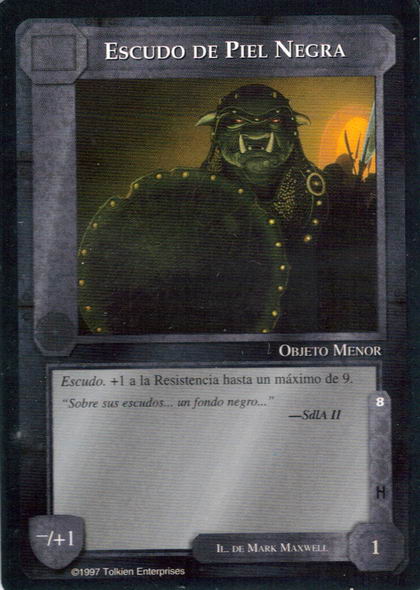 ESCUDO DE PIEL NEGRA
OBJETO MENOR
Escudo. +1 a la Resistencia hasta un máximo de 9.
"Sobre sus escudos... un fondo negro..."
—SdlA II
8
H
–/+1
IL. DE MARK MAXWELL
1
©1997 Tolkien Enterprises